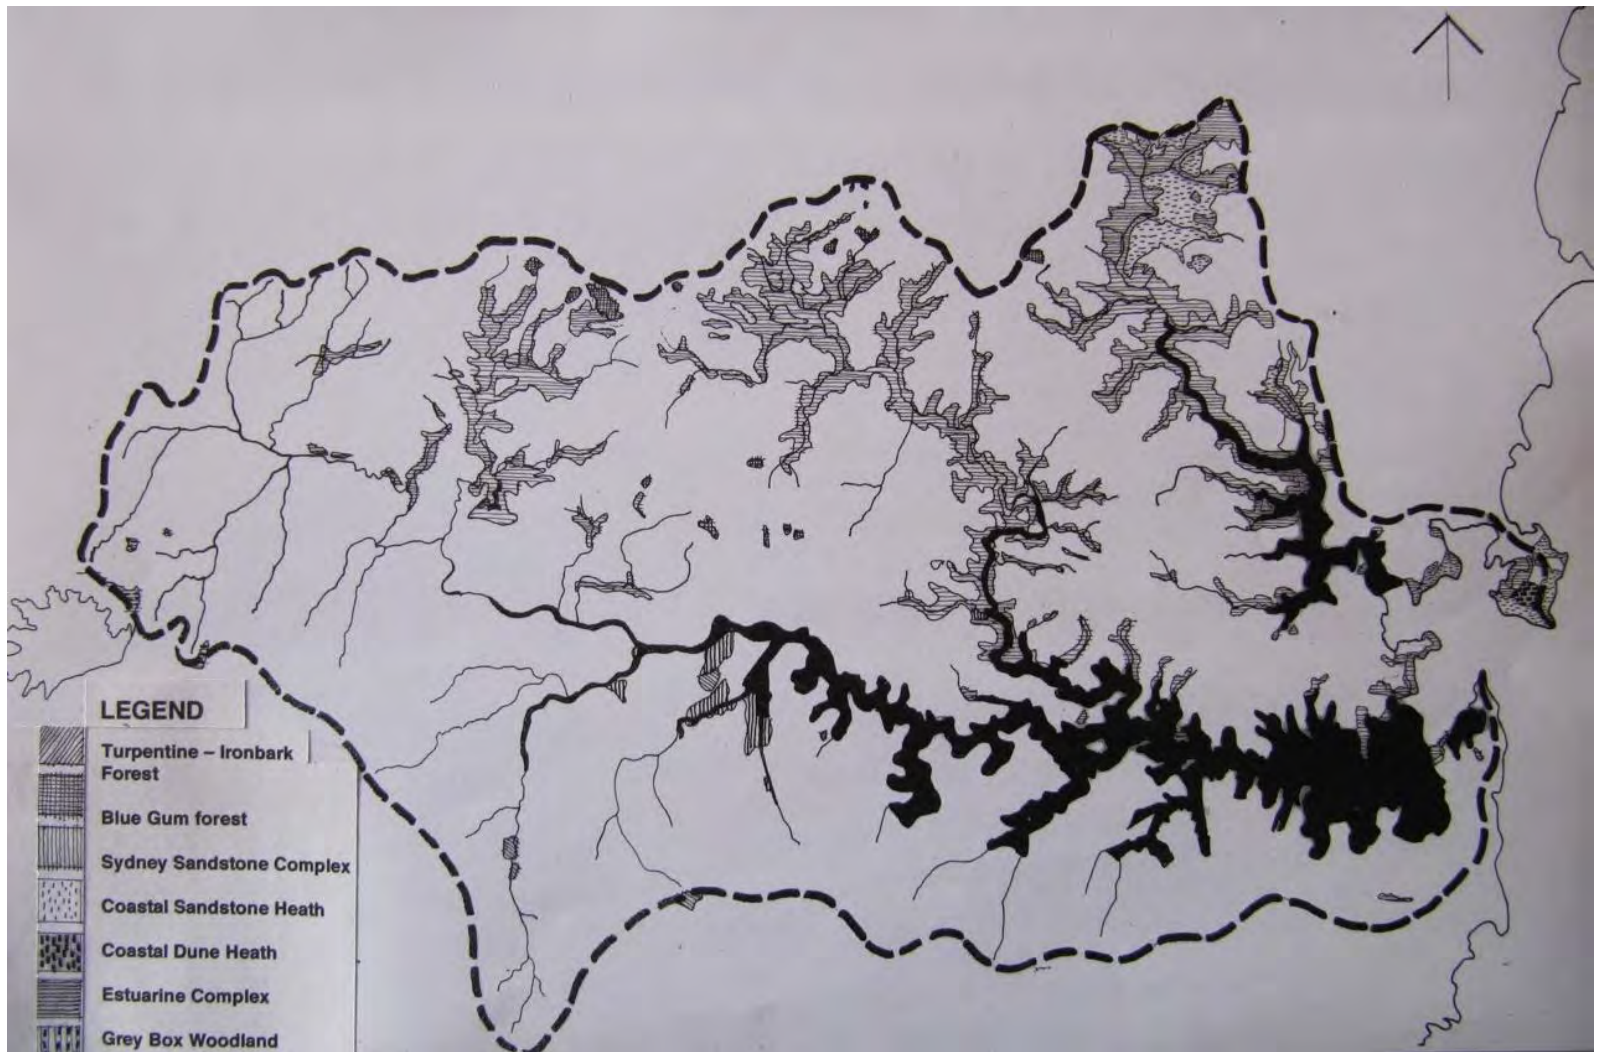 LEGEND
Turpentine – Ironbark
Forest
Blue Gum forest
Sydney Sandstone Complex
Coastal Sandstone Heath
Coastal Dune Heath
Estuarine Complex
Grey Box Woodland